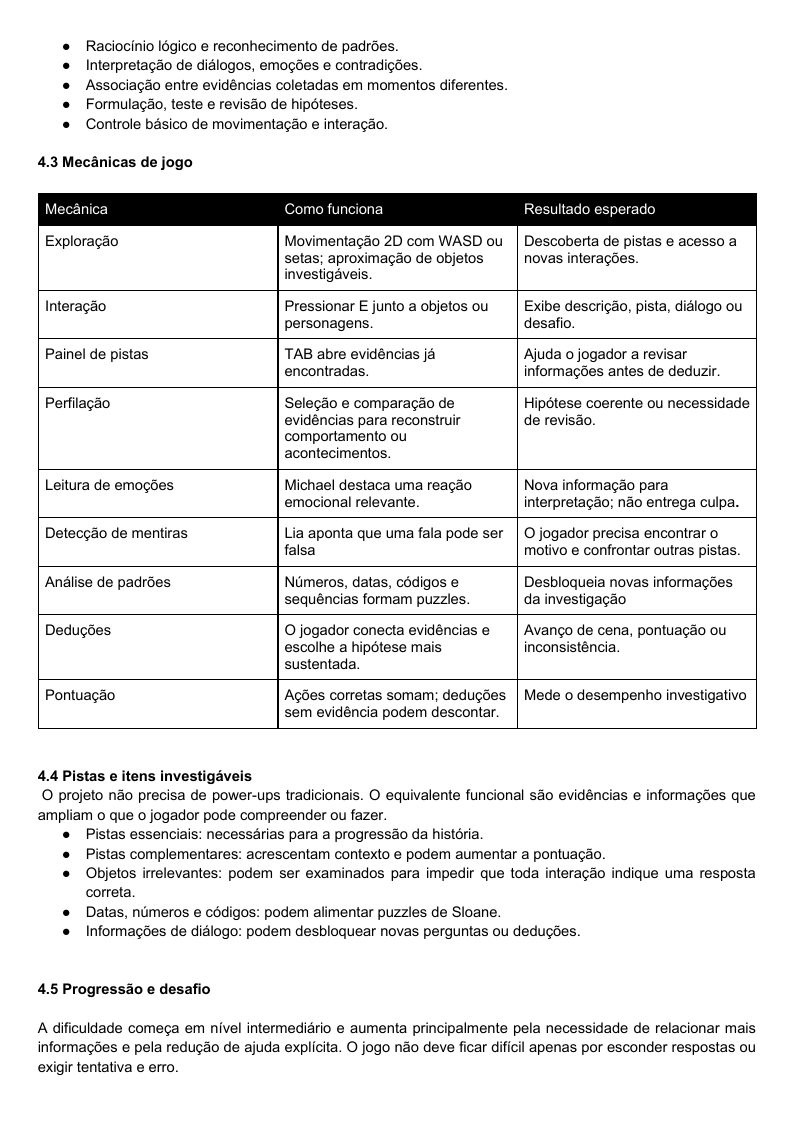 ● Raciocínio lógico e reconhecimento de padrões.
● Interpretação de diálogos, emoções e contradições.
● Associação entre evidências coletadas em momentos diferentes.
● Formulação, teste e revisão de hipóteses.
● Controle básico de movimentação e interação.
4.3 Mecânicas de jogo
Mecânica Como funciona Resultado esperado
Exploração Movimentação 2D com WASD ou Descoberta de pistas e acesso a
setas; aproximação de objetos novas interações.
investigáveis.
Interação Pressionar E junto a objetos ou Exibe descrição, pista, diálogo ou
personagens. desafio.
Painel de pistas TAB abre evidências já Ajuda o jogador a revisar
encontradas. informações antes de deduzir.
Perfilação Seleção e comparação de Hipótese coerente ou necessidade
evidências para reconstruir de revisão.
comportamento ou
acontecimentos.
Leitura de emoções Michael destaca uma reação Nova informação para
emocional relevante. interpretação; não entrega culpa.
Detecção de mentiras Lia aponta que uma fala pode ser O jogador precisa encontrar o
falsa motivo e confrontar outras pistas.
Análise de padrões Números, datas, códigos e Desbloqueia novas informações
sequências formam puzzles. da investigação
Deduções O jogador conecta evidências e Avanço de cena, pontuação ou
escolhe a hipótese mais inconsistência.
sustentada.
Pontuação Ações corretas somam; deduções Mede o desempenho investigativo
sem evidência podem descontar.
4.4 Pistas e itens investigáveis
O projeto não precisa de power-ups tradicionais. O equivalente funcional são evidências e informações que
ampliam o que o jogador pode compreender ou fazer.
● Pistas essenciais: necessárias para a progressão da história.
● Pistas complementares: acrescentam contexto e podem aumentar a pontuação.
● Objetos irrelevantes: podem ser examinados para impedir que toda interação indique uma resposta
correta.
● Datas, números e códigos: podem alimentar puzzles de Sloane.
● Informações de diálogo: podem desbloquear novas perguntas ou deduções.
4.5 Progressão e desafio
A dificuldade começa em nível intermediário e aumenta principalmente pela necessidade de relacionar mais
informações e pela redução de ajuda explícita. O jogo não deve ficar difícil apenas por esconder respostas ou
exigir tentativa e erro.